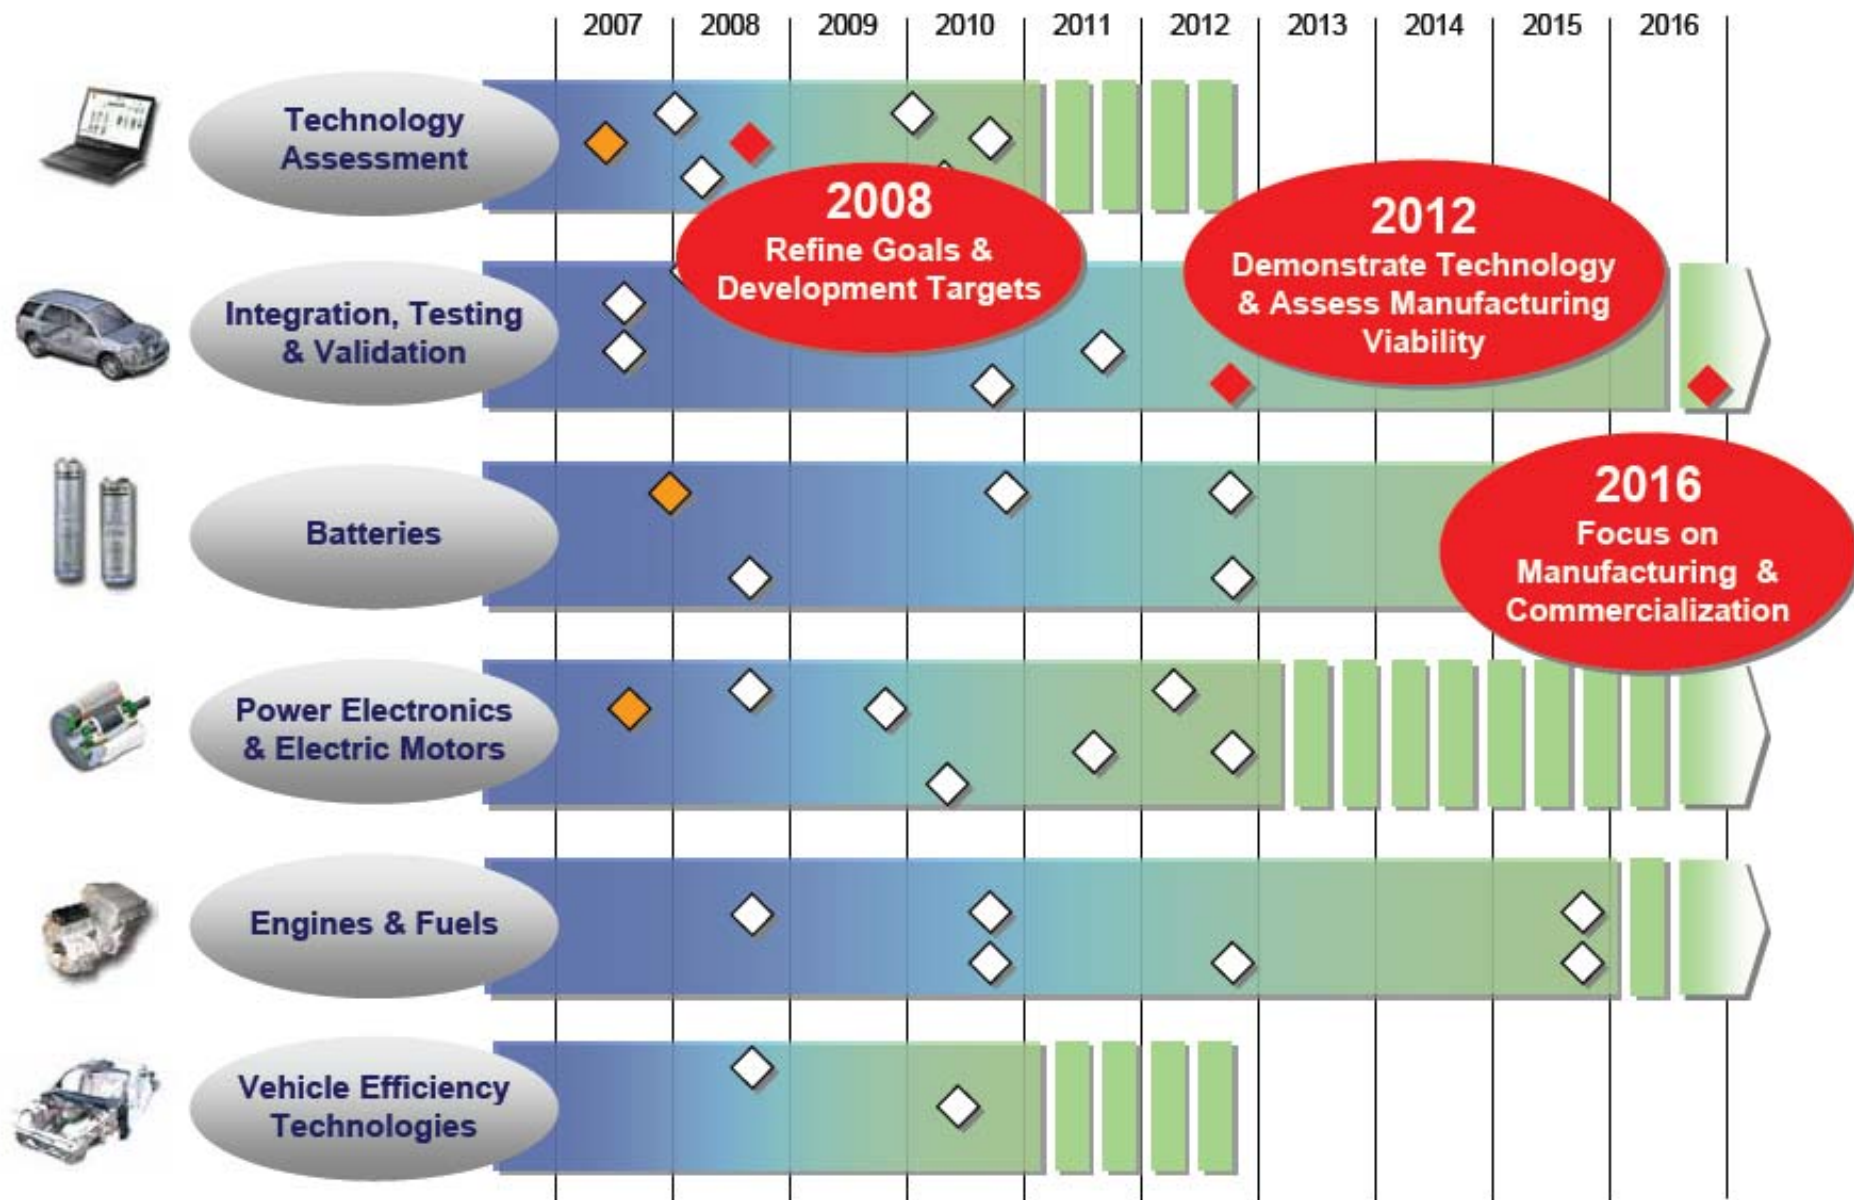 2007 2008 2009 2010 2011 2012 2013 2014 2015 2016
Technology
Assessment
2008
Refine Goals &
Development Targets
2012
Demonstrate Technology
& Assess Manufacturing
Viability
Integration, Testing
& Validation
Batteries
2016
Focus on
Manufacturing &
Commercialization
Power Electronics
& Electric Motors
Engines & Fuels
Vehicle Efficiency
Technologies